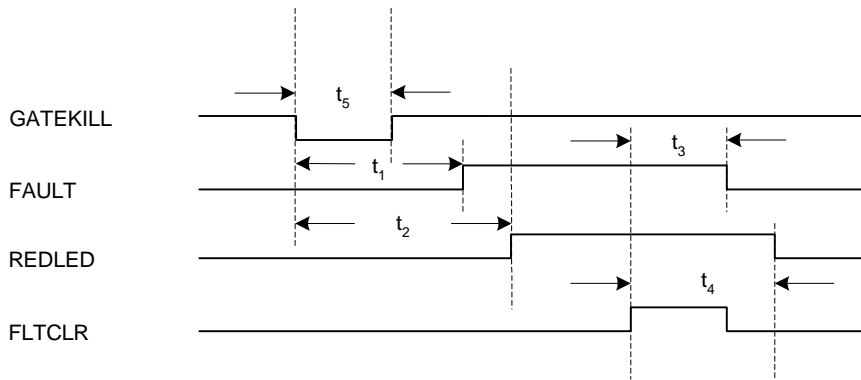 t5
GATEKILL
t3
t1
FAULT
t2
REDLED
t4
FLTCLR